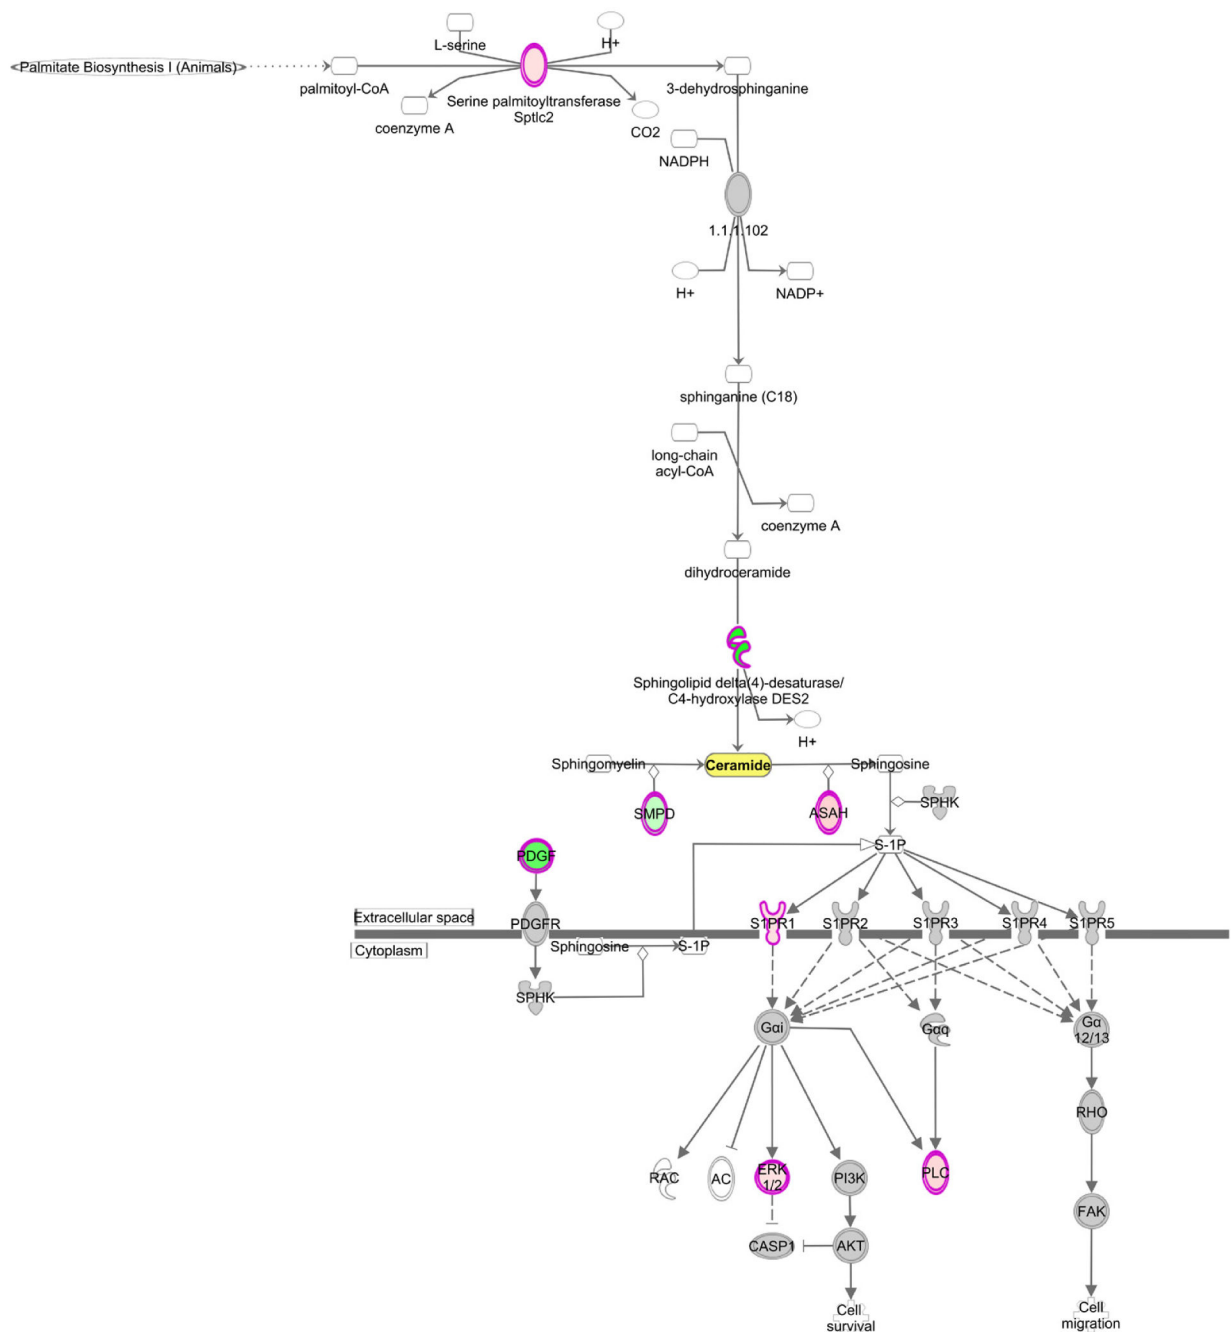 L-serine
H+
Palmitate Biosynthesis I (Animals)
palmitoyl-CoA
3-dehydrosphinganine
Serine palmitoyltransferase
Sptlc2
coenzyme A
CO2
NADPH
1.1.1.102
H+
NADP+
sphinganine (C18)
long-chain
acyl-CoA
coenzyme A
dihydroceramide
Sphingolipid delta(4)-desaturase/
C4-hydroxylase DES2
H+
Sphingomyelin
Ceramide
Sphingosine
SMPD
ASAH
SPHK
PDGF
S-1P
Extracellular space
PDGFR
S1PR1
S1PR2
S1PR3
S1PR4
S1PR5
Cytoplasm
Sphingosine
S-1P
SPHK
Gαi
Gαq
Gα
12/13
RHO
RAC
AC
ERK
1/2
PI3K
PLC
FAK
CASP1
AKT
Cell
survival
Cell
migration